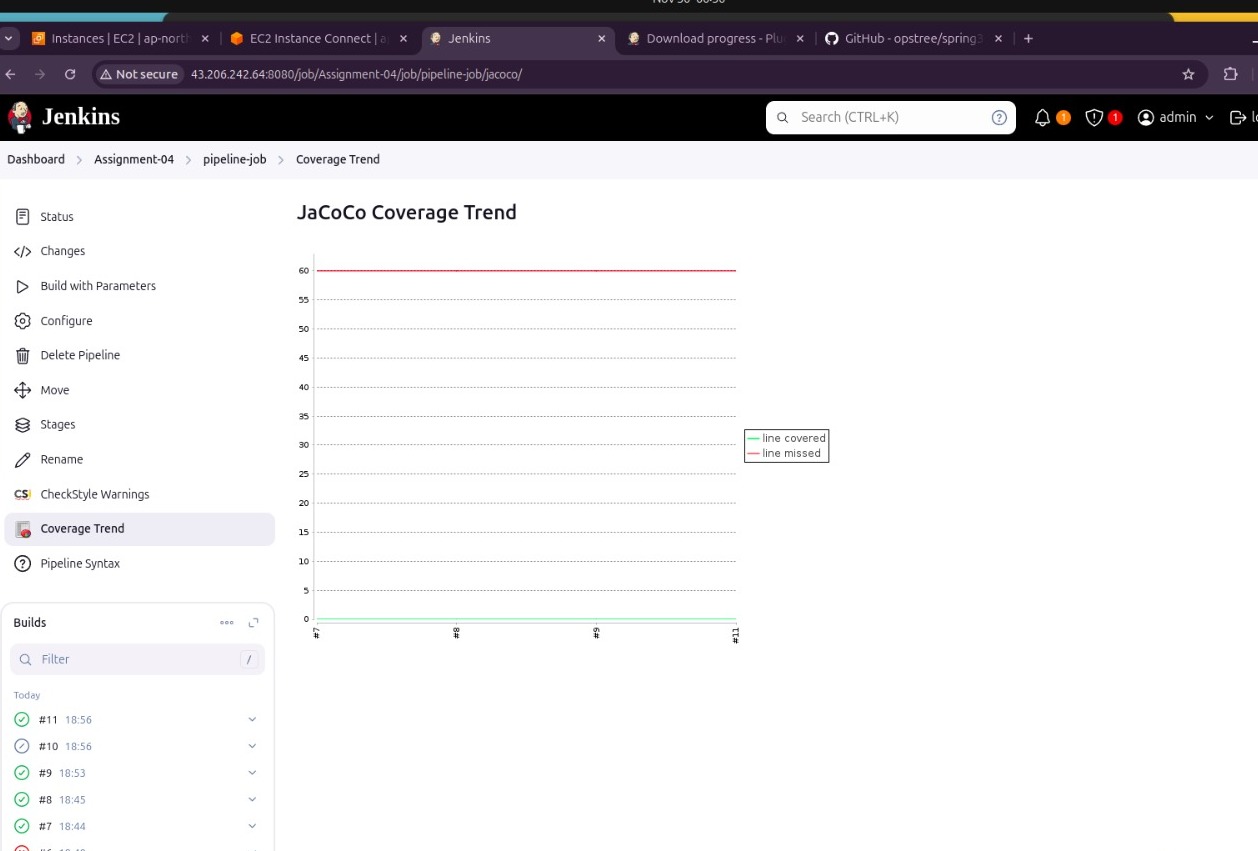 Instances | EC2 | ap-north
EC2 Instance Connect | a
Jenkins
Download progress - Plu
GitHub - opstree/spring3
Not secure
43.206.242.64:8080/job/Assignment-04/job/pipeline-job/jacoco/
Jenkins
Search (CTRL+K)
1
1
admin
Dashboard
Assignment-04
pipeline-job
Coverage Trend
Status
Changes
Build with Parameters
Configure
Delete Pipeline
Move
Stages
Rename
CS! CheckStyle Warnings
Coverage Trend
Pipeline Syntax
Builds
Filter
/
Today
#11 18:56
#10 18:56
#9 18:53
#8 18:45
#7 18:44
JaCoCo Coverage Trend
60
55
50
45
40
35
30
25
20
15
10
5
0
#7
#8
#9
#11
line covered
line missed